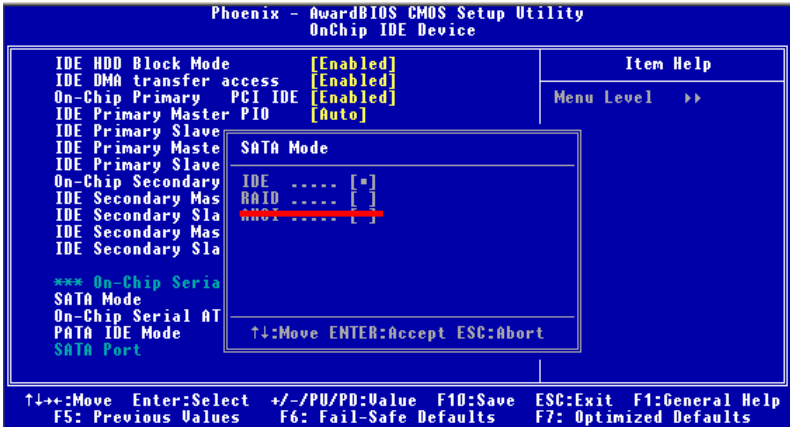 Phoenix - AwardBIOS CMOS Setup Utility
OnChip IDE Device
IDE HDD Block Mode [Enabled]
IDE DMA transfer access [Enabled]
On-Chip Primary PCI IDE [Enabled]
IDE Primary Master PIO [Auto]
IDE Primary Slave
IDE Primary Maste
IDE Primary Slave
On-Chip Secondary
IDE Secondary Mas
IDE Secondary Sla
IDE Secondary Mas
IDE Secondary Sla
*** On-Chip Seria
SATA Mode
On-Chip Serial AT
PATA IDE Mode
SATA Port
SATA Mode
IDE ..... [▪]
RAID ..... [ ]
AHCI ..... [ ]
↑↓:Move ENTER:Accept ESC:Abort
Item Help
Menu Level ►►
↑↓→←:Move Enter:Select +/-/PU/PD:Value F10:Save ESC:Exit F1:General Help
F5: Previous Values F6: Fail-Safe Defaults F7: Optimized Defaults